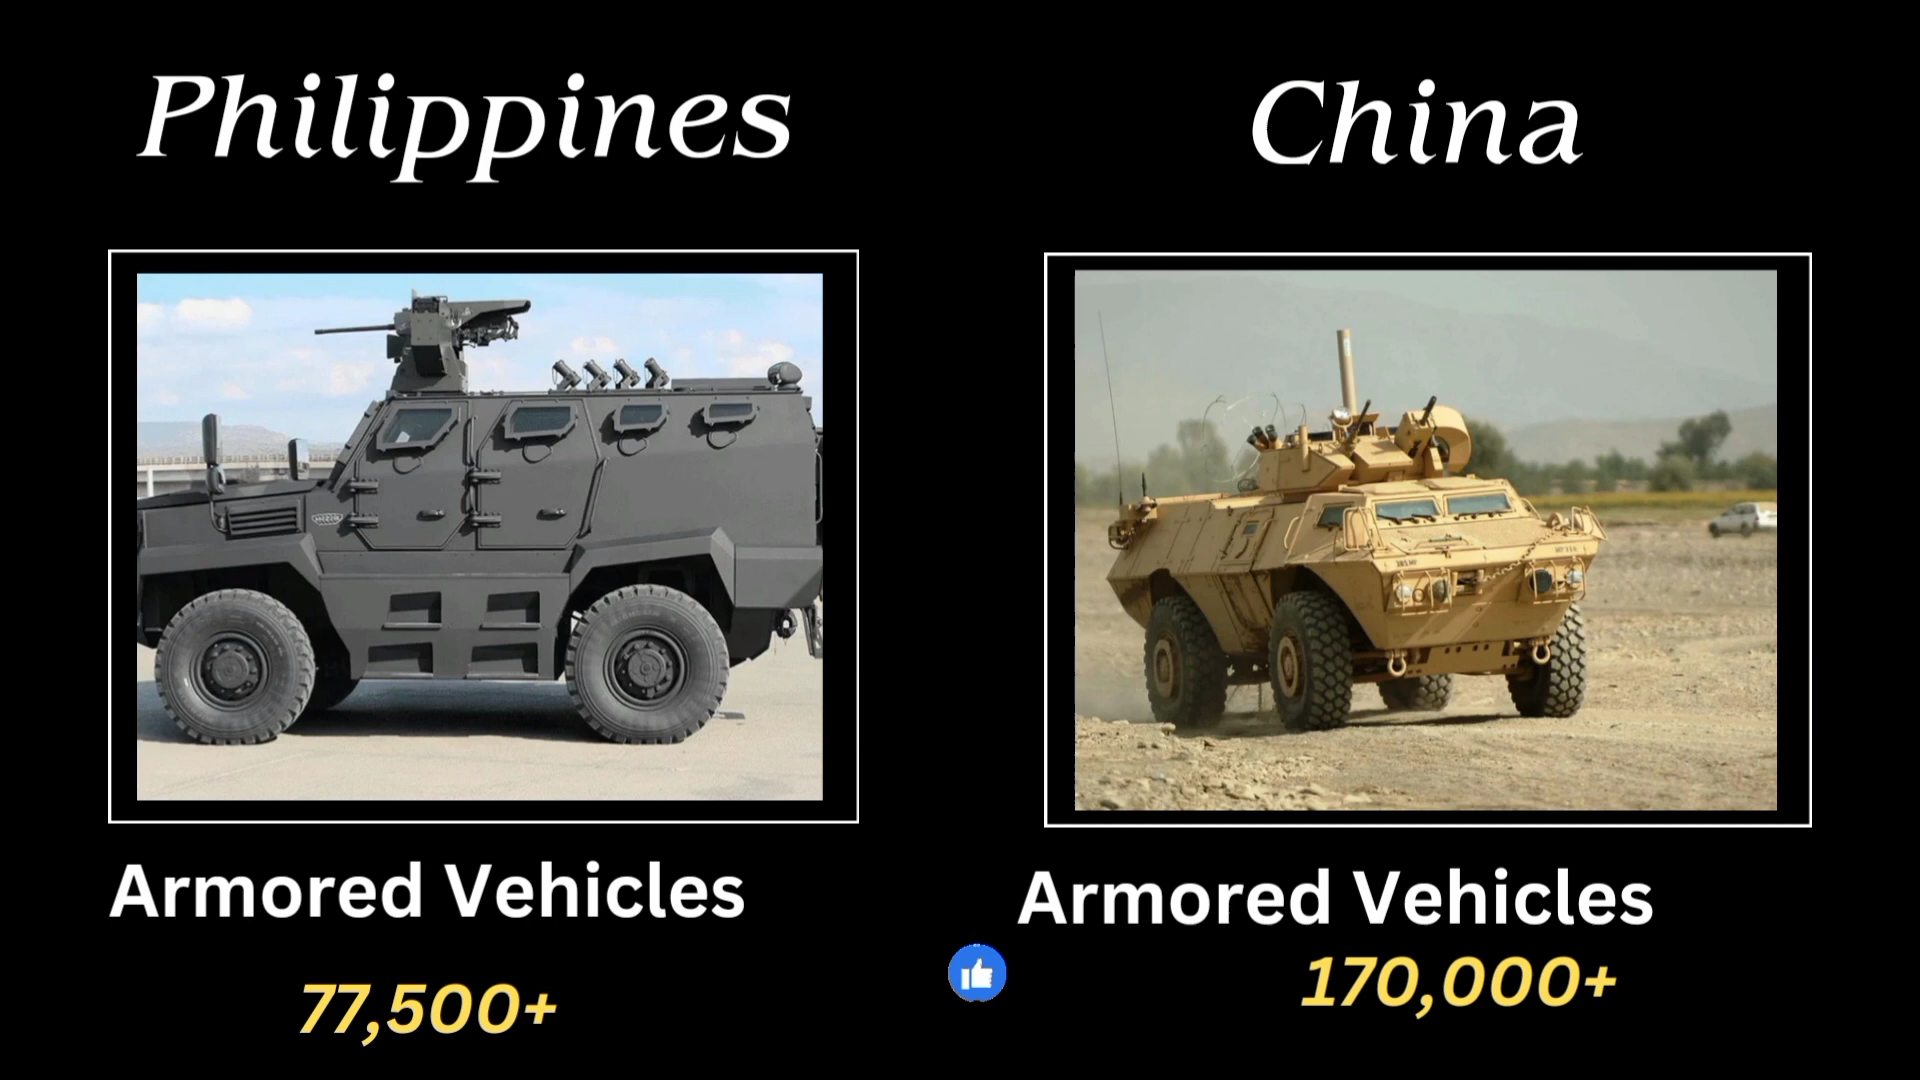 Philippines
China
Armored Vehicles
77,500+
Armored Vehicles
170,000+